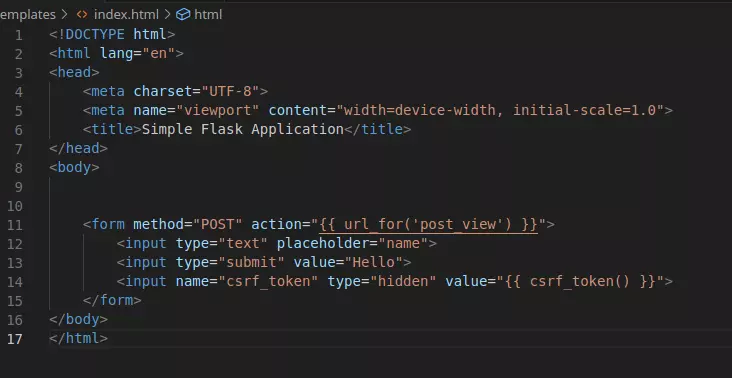 emplates > index.html > html
1 <!DOCTYPE html>
2 <html lang="en">
3 <head>
4     <meta charset="UTF-8">
5     <meta name="viewport" content="width=device-width, initial-scale=1.0">
6     <title>Simple Flask Application</title>
7 </head>
8 <body>
9
10
11     <form method="POST" action="{{ url_for('post_view') }}">
12         <input type="text" placeholder="name">
13         <input type="submit" value="Hello">
14         <input name="csrf_token" type="hidden" value="{{ csrf_token() }}">
15     </form>
16 </body>
17 </html>